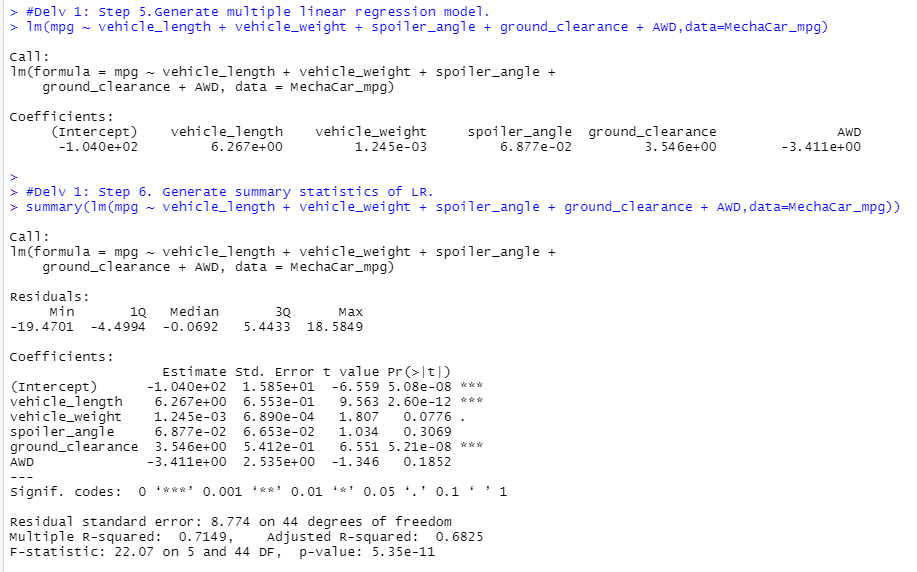 > #Delv 1: Step 5.Generate multiple linear regression model.
> lm(mpg ~ vehicle_length + vehicle_weight + spoiler_angle + ground_clearance + AWD,data=MechaCar_mpg)
Call:
lm(formula = mpg ~ vehicle_length + vehicle_weight + spoiler_angle +
    ground_clearance + AWD, data = MechaCar_mpg)
Coefficients:
     (Intercept)    vehicle_length    vehicle_weight     spoiler_angle  ground_clearance               AWD
      -1.040e+02         6.267e+00         1.245e-03         6.877e-02         3.546e+00        -3.411e+00
>
> #Delv 1: Step 6. Generate summary statistics of LR.
> summary(lm(mpg ~ vehicle_length + vehicle_weight + spoiler_angle + ground_clearance + AWD,data=MechaCar_mpg))
Call:
lm(formula = mpg ~ vehicle_length + vehicle_weight + spoiler_angle +
    ground_clearance + AWD, data = MechaCar_mpg)
Residuals:
     Min       1Q   Median       3Q      Max
-19.4701  -4.4994  -0.0692   5.4433  18.5849
Coefficients:
                   Estimate Std. Error t value Pr(>|t|)
(Intercept)      -1.040e+02  1.585e+01  -6.559 5.08e-08 ***
vehicle_length    6.267e+00  6.553e-01   9.563 2.60e-12 ***
vehicle_weight    1.245e-03  6.890e-04   1.807   0.0776 .
spoiler_angle     6.877e-02  6.653e-02   1.034   0.3069
ground_clearance  3.546e+00  5.412e-01   6.551 5.21e-08 ***
AWD              -3.411e+00  2.535e+00  -1.346   0.1852
---
Signif. codes:  0 ‘***’ 0.001 ‘**’ 0.01 ‘*’ 0.05 ‘.’ 0.1 ‘ ’ 1
Residual standard error: 8.774 on 44 degrees of freedom
Multiple R-squared:  0.7149,	Adjusted R-squared:  0.6825
F-statistic: 22.07 on 5 and 44 DF,  p-value: 5.35e-11